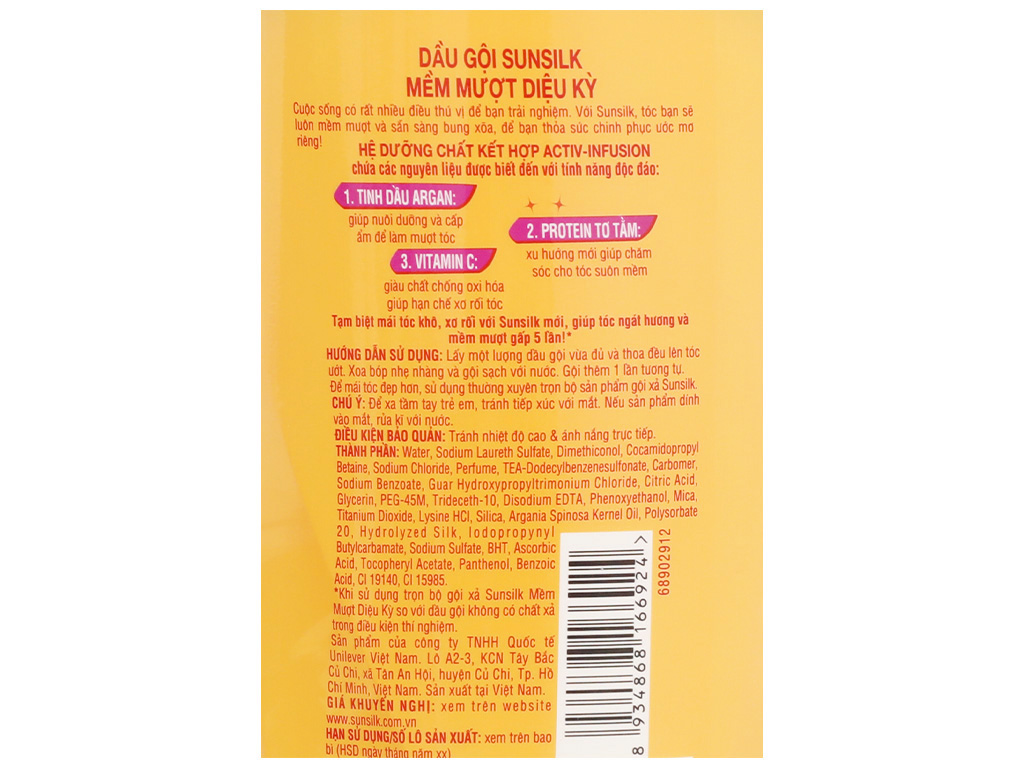 DẦU GỘI SUNSILK
MỀM MƯỢT DIỆU KỲ
Cuộc sống có rất nhiều điều thú vị để bạn trải nghiệm. Với Sunsilk, tóc bạn sẽ
luôn mềm mượt và sẵn sàng bung xõa, để bạn thỏa sức chinh phục ước mơ
riêng!
HỆ DƯỠNG CHẤT KẾT HỢP ACTIV-INFUSION
chứa các nguyên liệu được biết đến với tính năng độc đáo:
1. TINH DẦU ARGAN:
giúp nuôi dưỡng và cấp
ẩm để làm mượt tóc
2. PROTEIN TƠ TẰM:
xu hướng mới giúp chăm
sóc cho tóc suôn mềm
3. VITAMIN C:
giàu chất chống oxi hóa
giúp hạn chế xơ rối tóc
Tạm biệt mái tóc khô, xơ rối với Sunsilk mới, giúp tóc ngát hương và
mềm mượt gấp 5 lần!*
HƯỚNG DẪN SỬ DỤNG: Lấy một lượng dầu gội vừa đủ và thoa đều lên tóc
ướt. Xoa bóp nhẹ nhàng và gội sạch với nước. Gội thêm 1 lần tương tự.
Để mái tóc đẹp hơn, sử dụng thường xuyên trọn bộ sản phẩm gội xả Sunsilk.
CHÚ Ý: Để xa tầm tay trẻ em, tránh tiếp xúc với mắt. Nếu sản phẩm dính
vào mắt, rửa kĩ với nước.
ĐIỀU KIỆN BẢO QUẢN: Tránh nhiệt độ cao & ánh nắng trực tiếp.
THÀNH PHẦN: Water, Sodium Laureth Sulfate, Dimethiconol, Cocamidopropyl
Betaine, Sodium Chloride, Perfume, TEA-Dodecylbenzenesulfonate, Carbomer,
Sodium Benzoate, Guar Hydroxypropyltrimonium Chloride, Citric Acid,
Glycerin, PEG-45M, Trideceth-10, Disodium EDTA, Phenoxyethanol, Mica,
Titanium Dioxide, Lysine HCl, Silica, Argania Spinosa Kernel Oil, Polysorbate
20, Hydrolyzed Silk, Iodopropynyl
Butylcarbamate, Sodium Sulfate, BHT, Ascorbic
Acid, Tocopheryl Acetate, Panthenol, Benzoic
Acid, CI 19140, CI 15985.
*Khi sử dụng trọn bộ gội xả Sunsilk Mềm
Mượt Diệu Kỳ so với dầu gội không có chất xả
trong điều kiện thí nghiệm.
Sản phẩm của công ty TNHH Quốc tế
Unilever Việt Nam. Lô A2-3, KCN Tây Bắc
Củ Chi, xã Tân An Hội, huyện Củ Chi, Tp. Hồ
Chí Minh, Việt Nam. Sản xuất tại Việt Nam.
GIÁ KHUYẾN NGHỊ: xem trên website
www.sunsilk.com.vn
HẠN SỬ DỤNG/SỐ LÔ SẢN XUẤT: xem trên bao
bì (HSD ngày tháng năm xx)
8 934868 166924 >
68902912